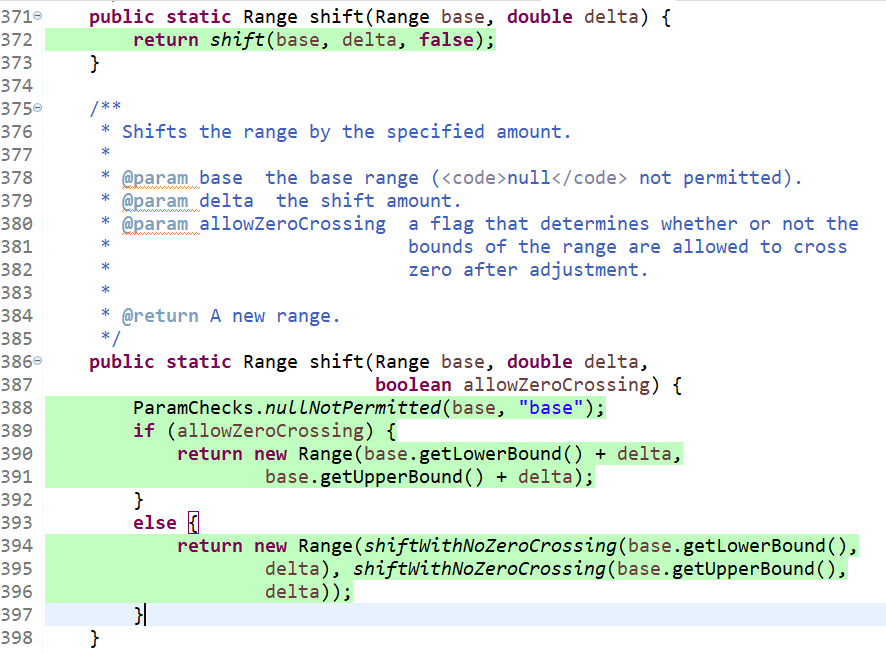 371 public static Range shift(Range base, double delta) {
372 return shift(base, delta, false);
373 }
374
375 /**
376 * Shifts the range by the specified amount.
377 *
378 * @param base  the base range (<code>null</code> not permitted).
379 * @param delta  the shift amount.
380 * @param allowZeroCrossing  a flag that determines whether or not the
381 * bounds of the range are allowed to cross
382 * zero after adjustment.
383 *
384 * @return A new range.
385 */
386 public static Range shift(Range base, double delta,
387 boolean allowZeroCrossing) {
388 ParamChecks.nullNotPermitted(base, "base");
389 if (allowZeroCrossing) {
390 return new Range(base.getLowerBound() + delta,
391 base.getUpperBound() + delta);
392 }
393 else {
394 return new Range(shiftWithNoZeroCrossing(base.getLowerBound(),
395 delta), shiftWithNoZeroCrossing(base.getUpperBound(),
396 delta));
397 }
398 }